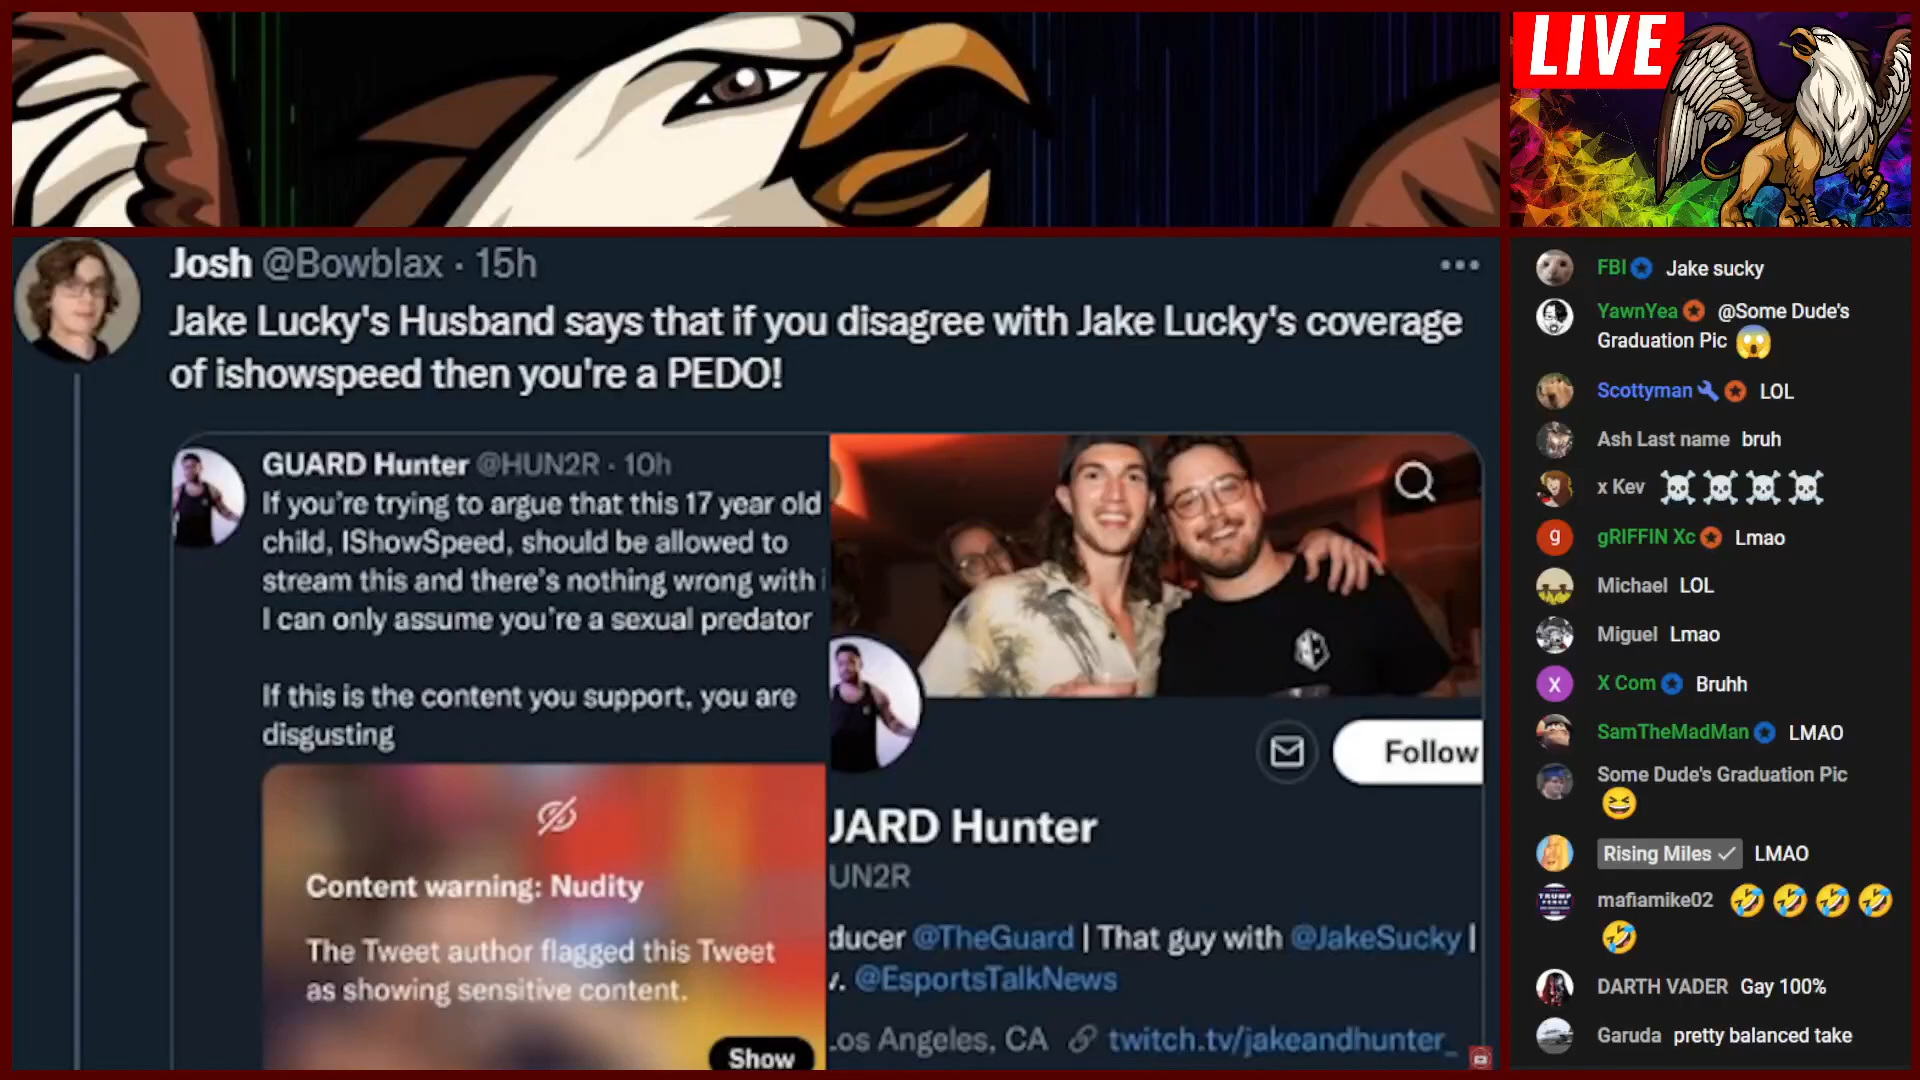 LIVE
Josh @Bowblax · 15h
Jake Lucky's Husband says that if you disagree with Jake Lucky's coverage
of ishowspeed then you're a PEDO!
GUARD Hunter @HUN2R · 10h
If you're trying to argue that this 17 year old
child, IShowSpeed, should be allowed to
stream this and there's nothing wrong with
I can only assume you're a sexual predator
If this is the content you support, you are
disgusting
Content warning: Nudity
The Tweet author flagged this Tweet
as showing sensitive content.
Show
Follow
UARD Hunter
UN2R
ducer @TheGuard | That guy with @JakeSucky |
v. @EsportsTalkNews
Los Angeles, CA twitch.tv/jakeandhunter_
FBI Jake sucky
YawnYea @Some Dude's
Graduation Pic 😱
Scottyman LOL
Ash Last name bruh
x Kev ☠️☠️☠️☠️
g
gRIFFIN Xc Lmao
Michael LOL
Miguel Lmao
X
X Com Bruhh
SamTheMadMan LMAO
Some Dude's Graduation Pic
😆
Rising Miles ✓ LMAO
TRUMP
PENCE
mafiamike02 🤣🤣🤣🤣
🤣
DARTH VADER Gay 100%
Garuda pretty balanced take